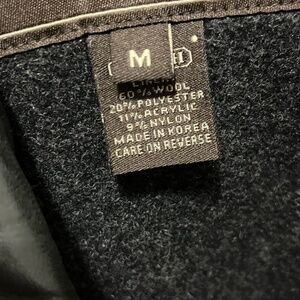 M
60% WOOL
20% POLYESTER
11% ACRYLIC
9% NYLON
MADE IN KOREA
CARE ON REVERSE